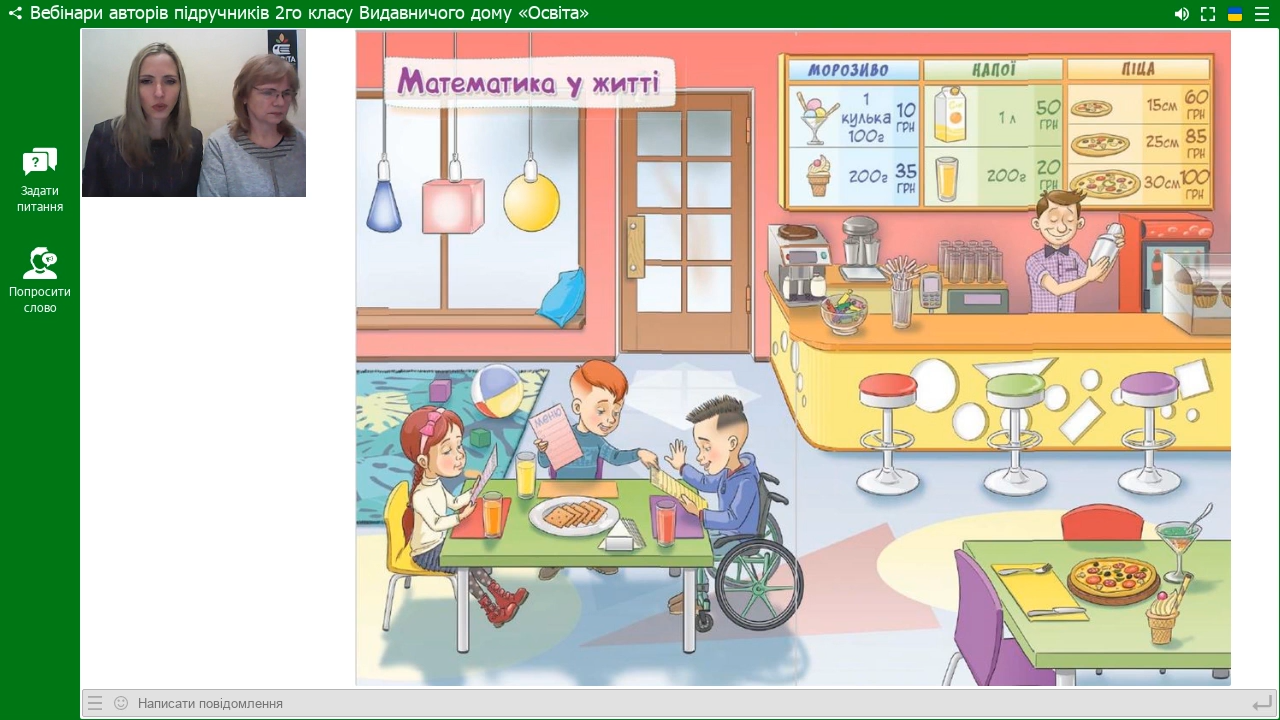 Вебінари авторів підручників 2го класу Видавничого дому «Освіта»
Задати
питання
Попросити
слово
Математика у житті
МОРОЗИВО
НАПОЇ
ПІЦА
1
кулька
100г
10
ГРН
200г
35
ГРН
1 л
50
ГРН
200г
20
ГРН
15см
60
ГРН
25см
85
ГРН
30см
100
ГРН
МЕНЮ
Написати повідомлення